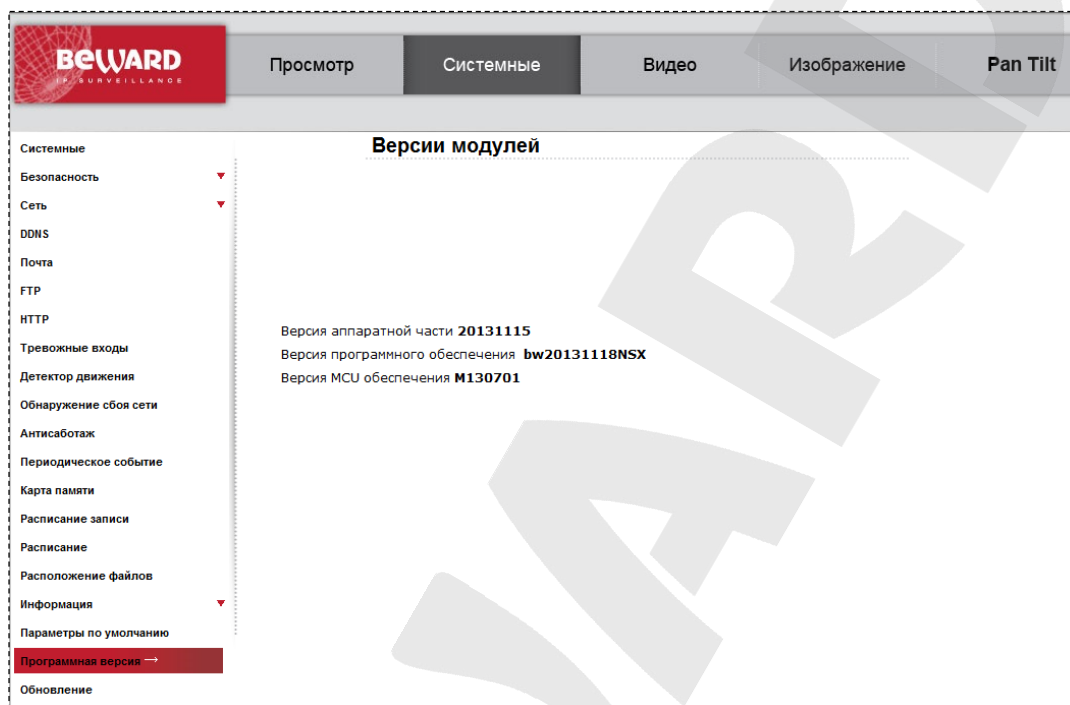 BEWARD
IP SURVEILLANCE
Просмотр
Системные
Видео
Изображение
Pan Tilt
Версии модулей
Системные
Безопасность
Сеть
DDNS
Почта
FTP
HTTP
Тревожные входы
Детектор движения
Обнаружение сбоя сети
Антисаботаж
Периодическое событие
Карта памяти
Расписание записи
Расписание
Расположение файлов
Информация
Параметры по умолчанию
Программная версия →
Обновление
Версия аппаратной части 20131115
Версия программного обеспечения bw20131118NSX
Версия MCU обеспечения M130701